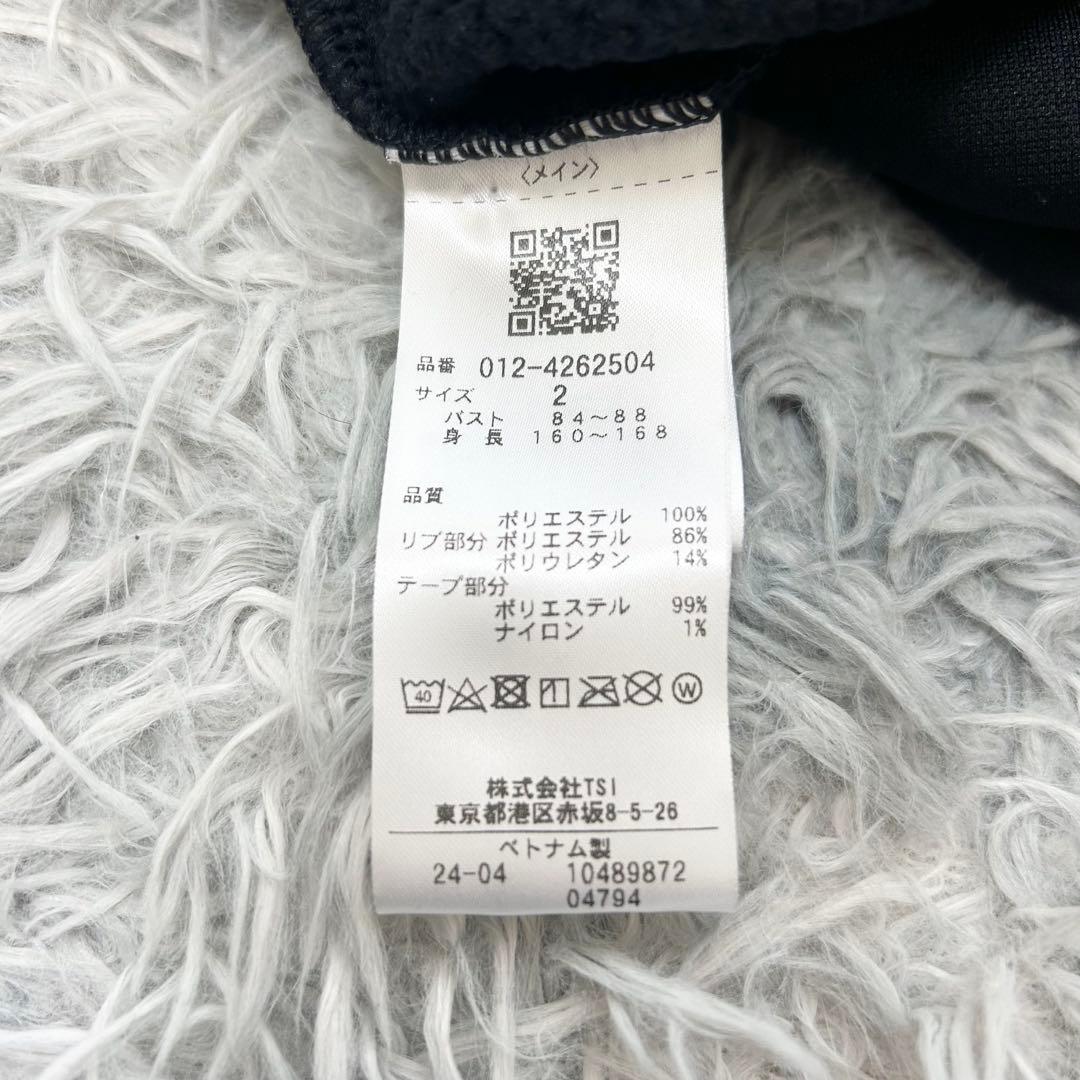 〈メイン〉
品番 012-4262504
サイズ 2
バスト 84~88
身長 160~168
品質
ポリエステル 100%
リブ部分 ポリエステル 86%
ポリウレタン 14%
テープ部分
ポリエステル 99%
ナイロン 1%
40 W
株式会社TSI
東京都港区赤坂8-5-26
ベトナム製
24-04 10489872
04794